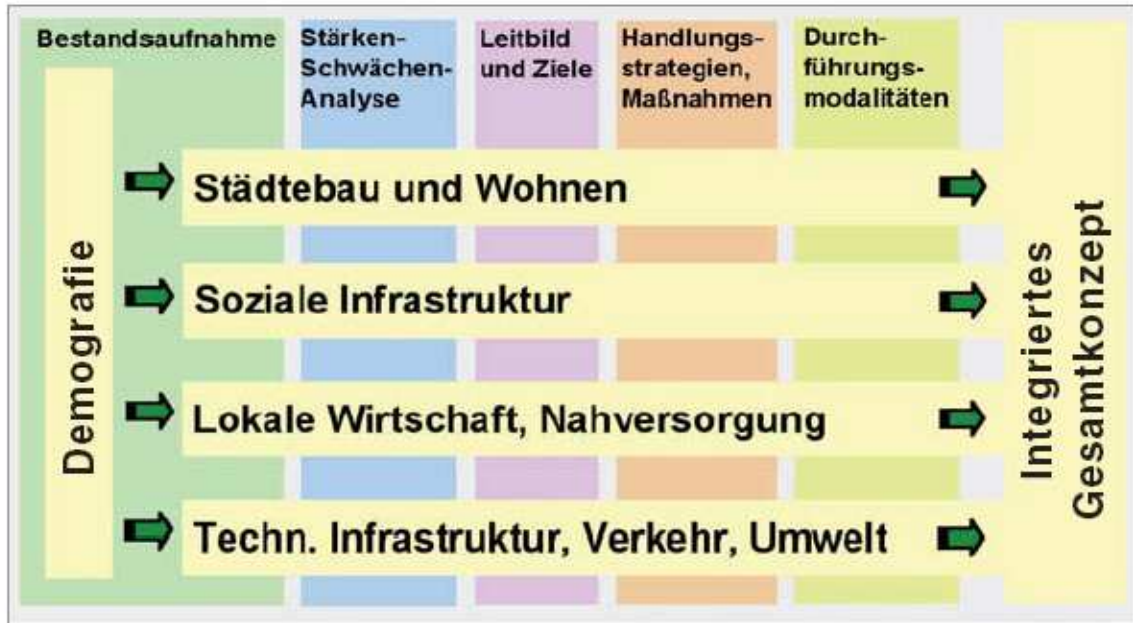 Bestandsaufnahme
Stärken-
Schwächen-
Analyse
Leitbild
und Ziele
Handlungs-
strategien,
Maßnahmen
Durch-
führungs-
modalitäten
Demografie
Städtebau und Wohnen
Soziale Infrastruktur
Lokale Wirtschaft, Nahversorgung
Techn. Infrastruktur, Verkehr, Umwelt
Integriertes
Gesamtkonzept